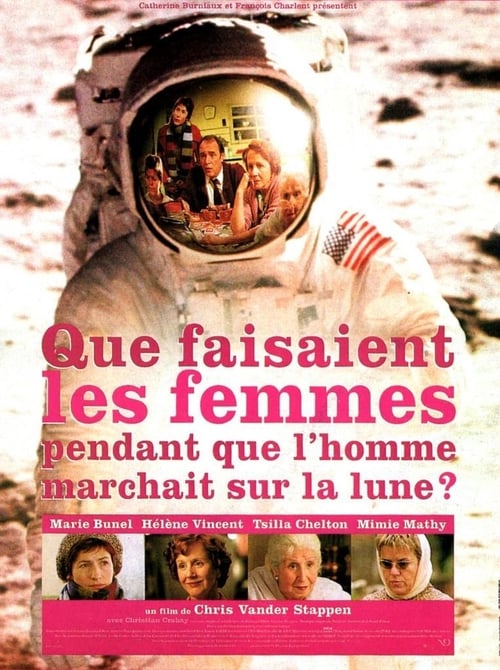 Catherine Burniaux et François Charlent présentent
Que faisaient
les femmes
pendant que l'homme
marchait sur la lune?
Marie Bunel Hélène Vincent Tsilla Chelton Mimie Mathy
un film de Chris Vander Stappen
avec Christian Crahay